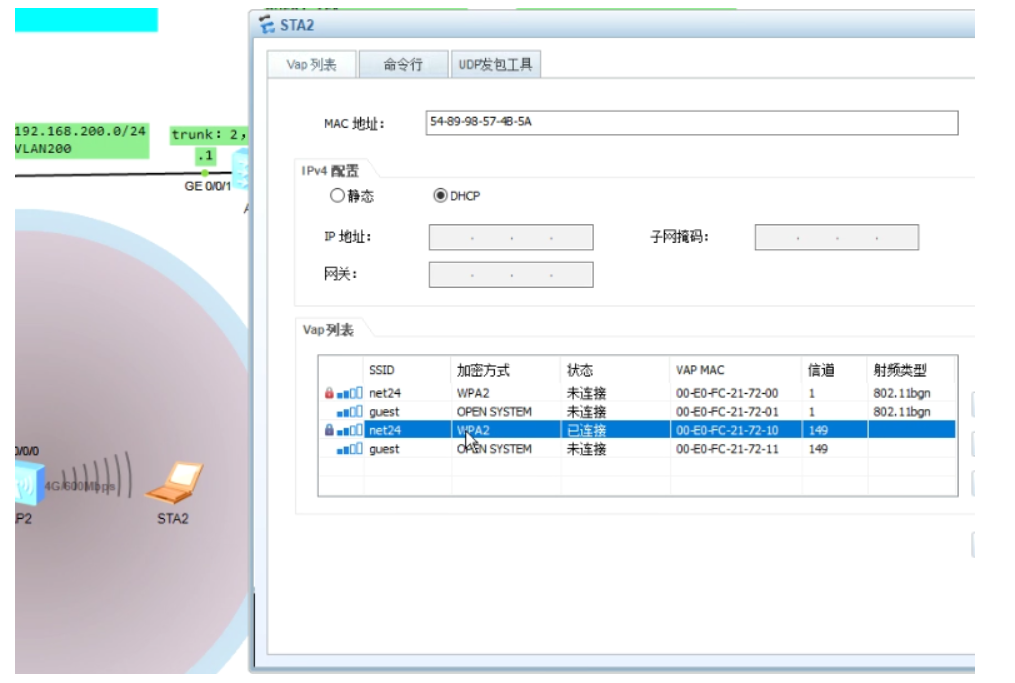 STA2
Vap 列表 命令行 UDP发包工具
MAC 地址: 54-89-98-57-4B-5A
192.168.200.0/24
VLAN200
trunk: 2,
.1
GE 0/0/1
IPv4 配置
静态 DHCP
IP 地址: . . . 子网掩码: . . .
网关: . . .
Vap 列表
SSID 加密方式 状态 VAP MAC 信道 射频类型
net24 WPA2 未连接 00-E0-FC-21-72-00 1 802.11bgn
guest OPEN SYSTEM 未连接 00-E0-FC-21-72-01 1 802.11bgn
net24 WPA2 已连接 00-E0-FC-21-72-10 149
guest OPEN SYSTEM 未连接 00-E0-FC-21-72-11 149
0/0/0
4G/600Mbps
P2
STA2